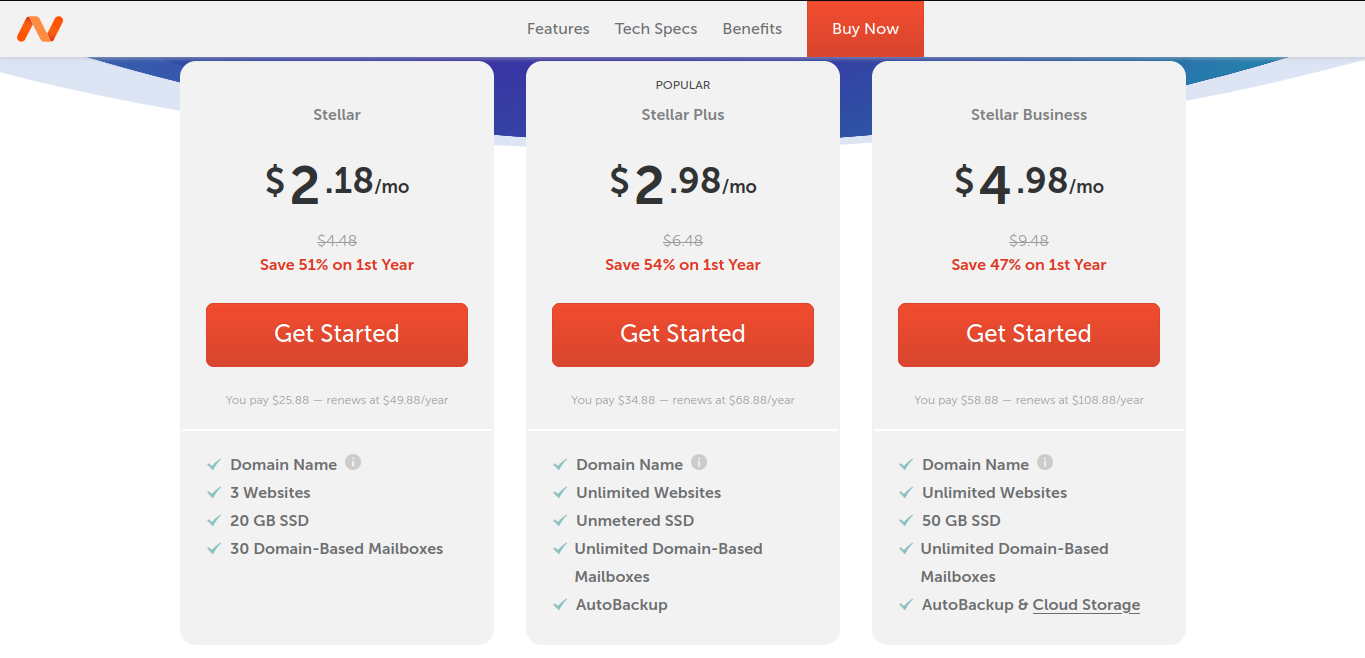 Features Tech Specs Benefits Buy Now
Stellar
$2.18/mo
$4.48
Save 51% on 1st Year
Get Started
You pay $25.88 — renews at $49.88/year
Domain Name
3 Websites
20 GB SSD
30 Domain-Based Mailboxes
POPULAR
Stellar Plus
$2.98/mo
$6.48
Save 54% on 1st Year
Get Started
You pay $34.88 — renews at $68.88/year
Domain Name
Unlimited Websites
Unmetered SSD
Unlimited Domain-Based
Mailboxes
AutoBackup
Stellar Business
$4.98/mo
$9.48
Save 47% on 1st Year
Get Started
You pay $58.88 — renews at $108.88/year
Domain Name
Unlimited Websites
50 GB SSD
Unlimited Domain-Based
Mailboxes
AutoBackup & Cloud Storage